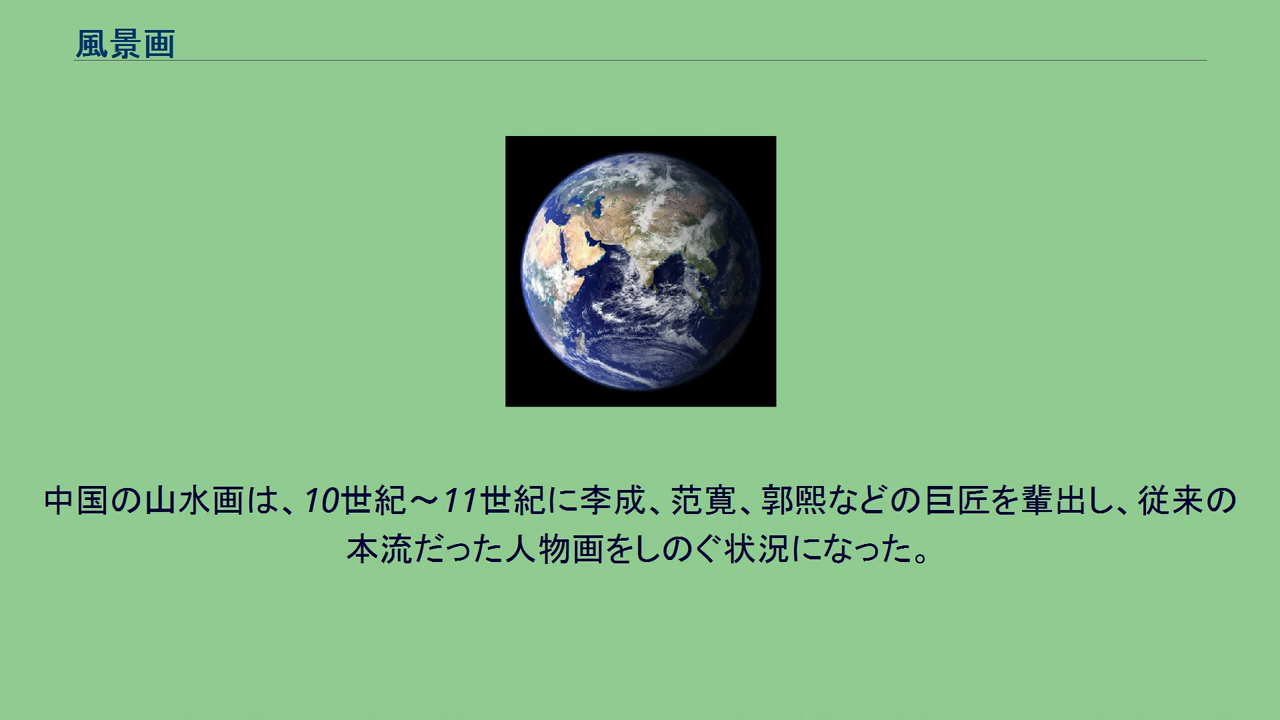 風景画
中国の山水画は、10世紀～11世紀に李成、范寛、郭熙などの巨匠を輩出し、従来の
本流だった人物画をしのぐ状況になった。